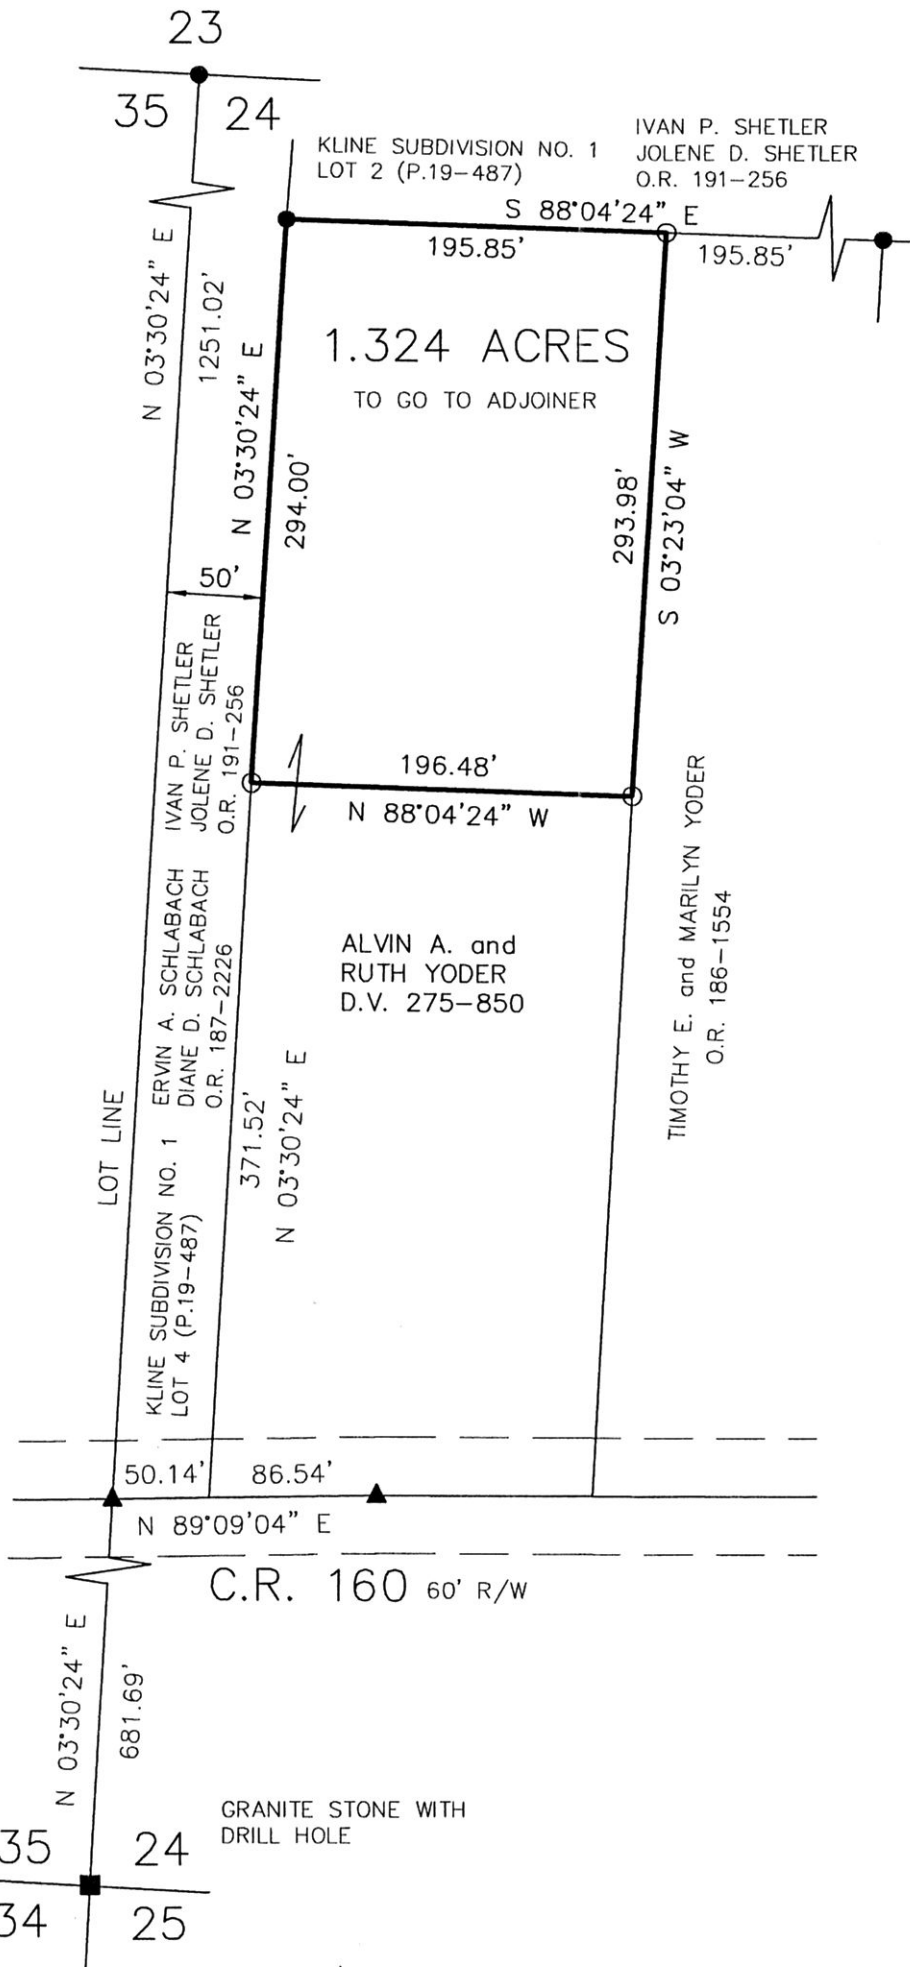 23
35 24
KLINE SUBDIVISION NO. 1
LOT 2 (P.19-487)
IVAN P. SHETLER
JOLENE D. SHETLER
O.R. 191-256
S 88°04'24" E
195.85'
195.85'
N 03°30'24" E
1251.02'
1.324 ACRES
TO GO TO ADJOINER
N 03°30'24" E
294.00'
293.98'
S 03°23'04" W
50'
IVAN P. SHETLER
JOLENE D. SHETLER
O.R. 191-256
196.48'
N 88°04'24" W
ERVIN A. SCHLABACH
DIANE D. SCHLABACH
O.R. 187-2226
ALVIN A. and
RUTH YODER
D.V. 275-850
TIMOTHY E. and MARILYN YODER
O.R. 186-1554
LOT LINE
KLINE SUBDIVISION NO. 1
LOT 4 (P.19-487)
371.52'
N 03°30'24" E
50.14' 86.54'
N 89°09'04" E
C.R. 160 60' R/W
N 03°30'24" E
681.69'
GRANITE STONE WITH
DRILL HOLE
35 24
34 25